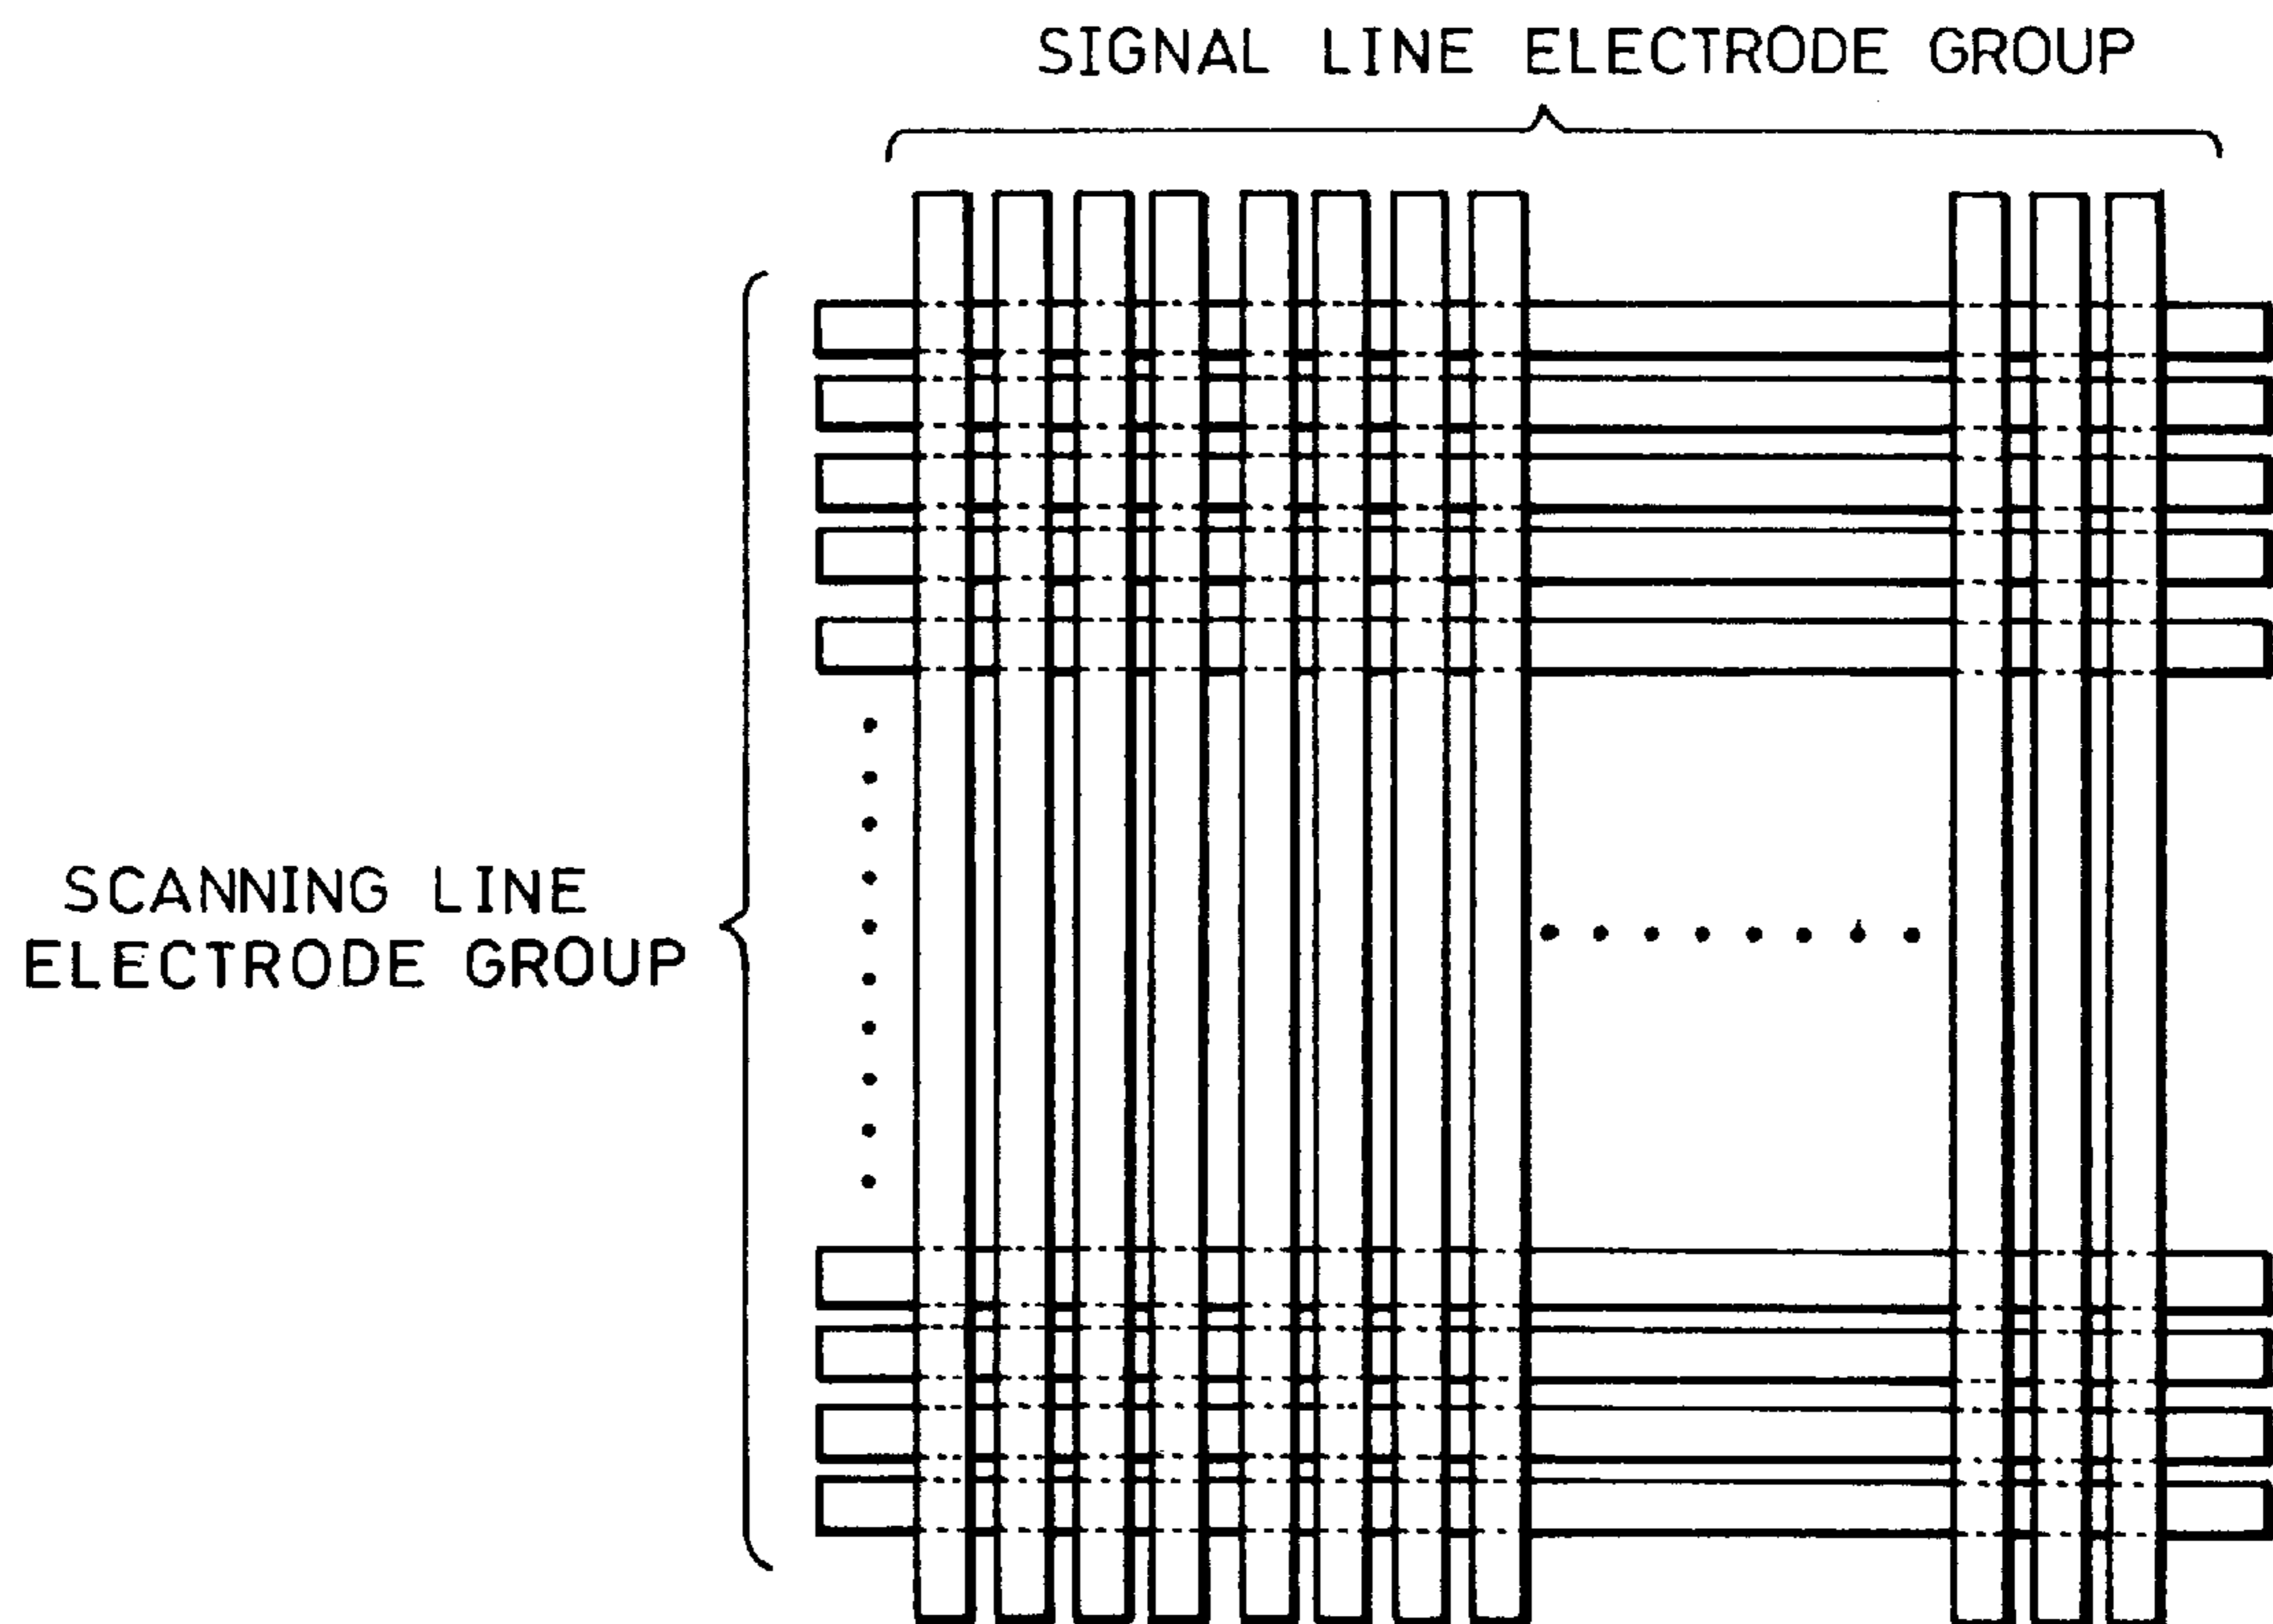 SIGNAL LINE ELECTRODE GROUP
SCANNING LINE
ELECTRODE GROUP